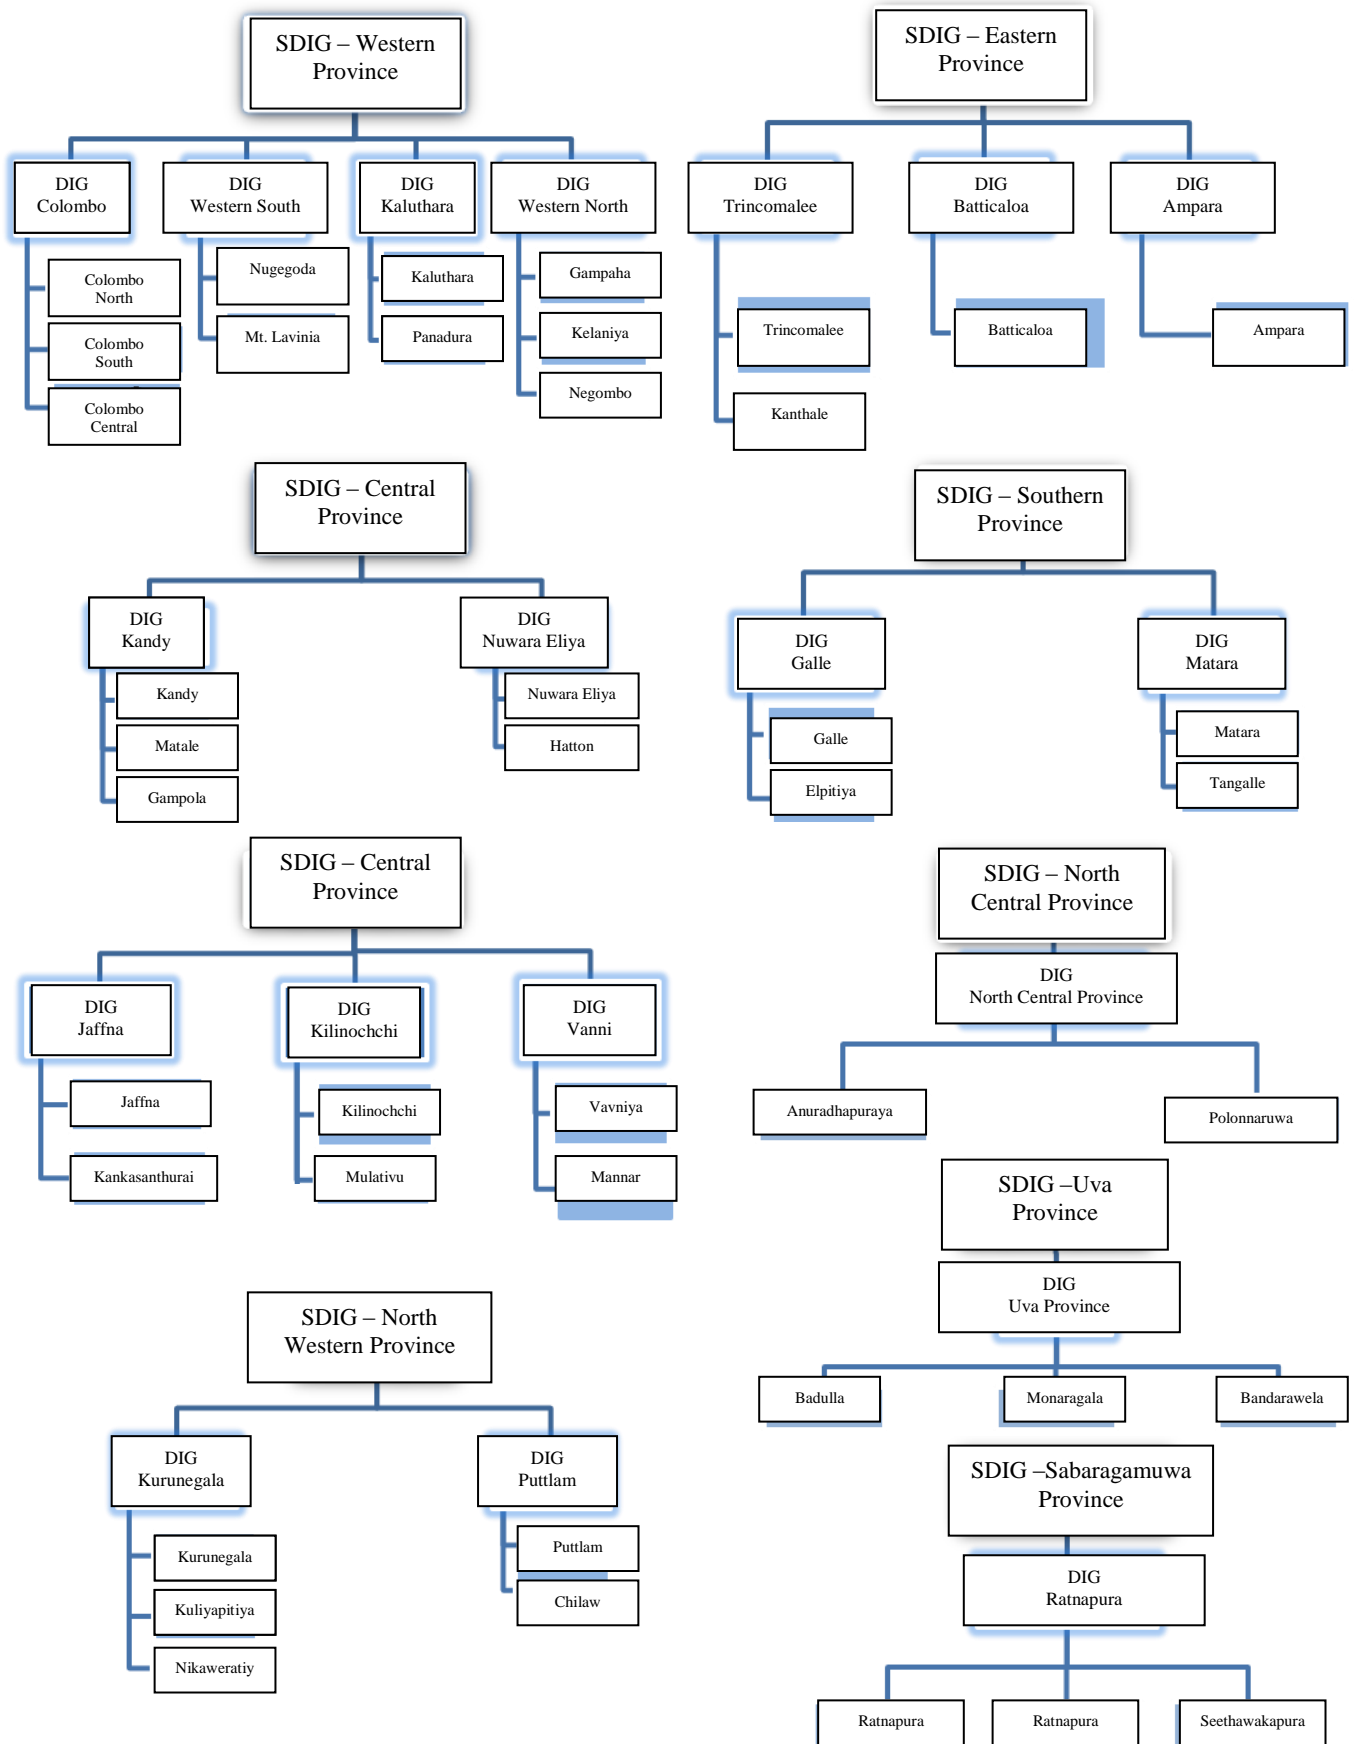 SDIG – Western
Province
DIG
Colombo
Colombo
North
Colombo
South
Colombo
Central
DIG
Western South
Nugegoda
Mt. Lavinia
DIG
Kaluthara
Kaluthara
Panadura
DIG
Western North
Gampaha
Kelaniya
Negombo
SDIG – Eastern
Province
DIG
Trincomalee
Trincomalee
Kanthale
DIG
Batticaloa
Batticaloa
DIG
Ampara
Ampara
SDIG – Central
Province
DIG
Kandy
Kandy
Matale
Gampola
DIG
Nuwara Eliya
Nuwara Eliya
Hatton
SDIG – Southern
Province
DIG
Galle
Galle
Elpitiya
DIG
Matara
Matara
Tangalle
SDIG – Central
Province
DIG
Jaffna
Jaffna
Kankasanthurai
DIG
Kilinochchi
Kilinochchi
Mulativu
DIG
Vanni
Vavniya
Mannar
SDIG – North
Central Province
DIG
North Central Province
Anuradhapuraya
Polonnaruwa
SDIG –Uva
Province
DIG
Uva Province
Badulla
Monaragala
Bandarawela
SDIG – North
Western Province
DIG
Kurunegala
Kurunegala
Kuliyapitiya
Nikaweratiy
DIG
Puttlam
Puttlam
Chilaw
SDIG –Sabaragamuwa
Province
DIG
Ratnapura
Ratnapura
Ratnapura
Seethawakapura